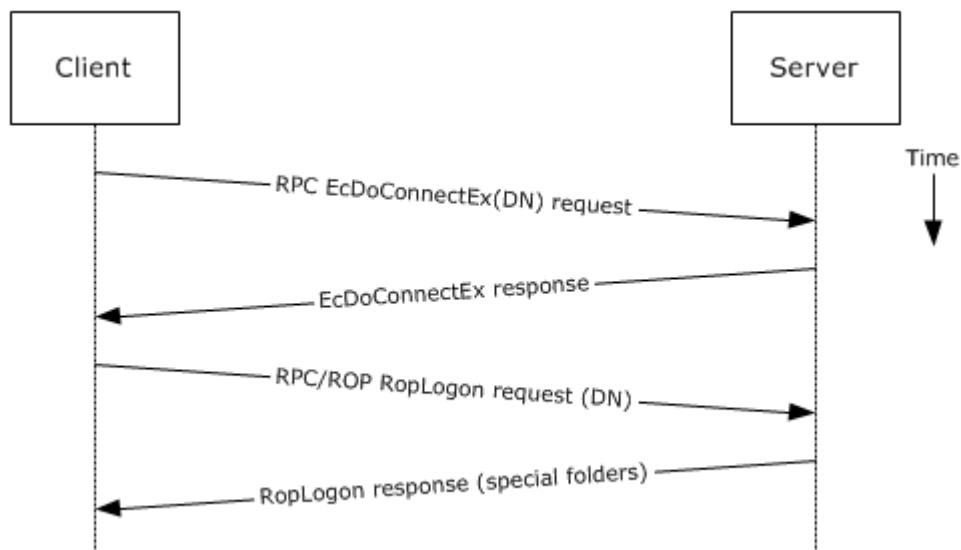 Client
Server
Time
RPC EcDoConnectEx(DN) request
EcDoConnectEx response
RPC/ROP RopLogon request (DN)
RopLogon response (special folders)